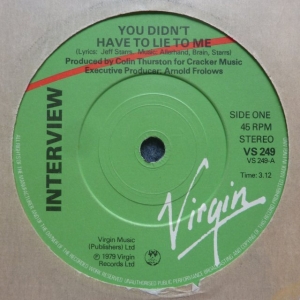 YOU DIDN'T
HAVE TO LIE TO ME
(Lyrics: Jeff Starrs, Music: Allemand, Brain, Starrs)
Produced by Colin Thurston for Cracker Music
Executive Producer: Arnold Frolows
INTERVIEW
SIDE ONE
45 RPM
STEREO
VS 249
VS 249-A
Time: 3.12
Virgin
Virgin Music
(Publishers) Ltd
℗ © 1979 Virgin
Records Ltd